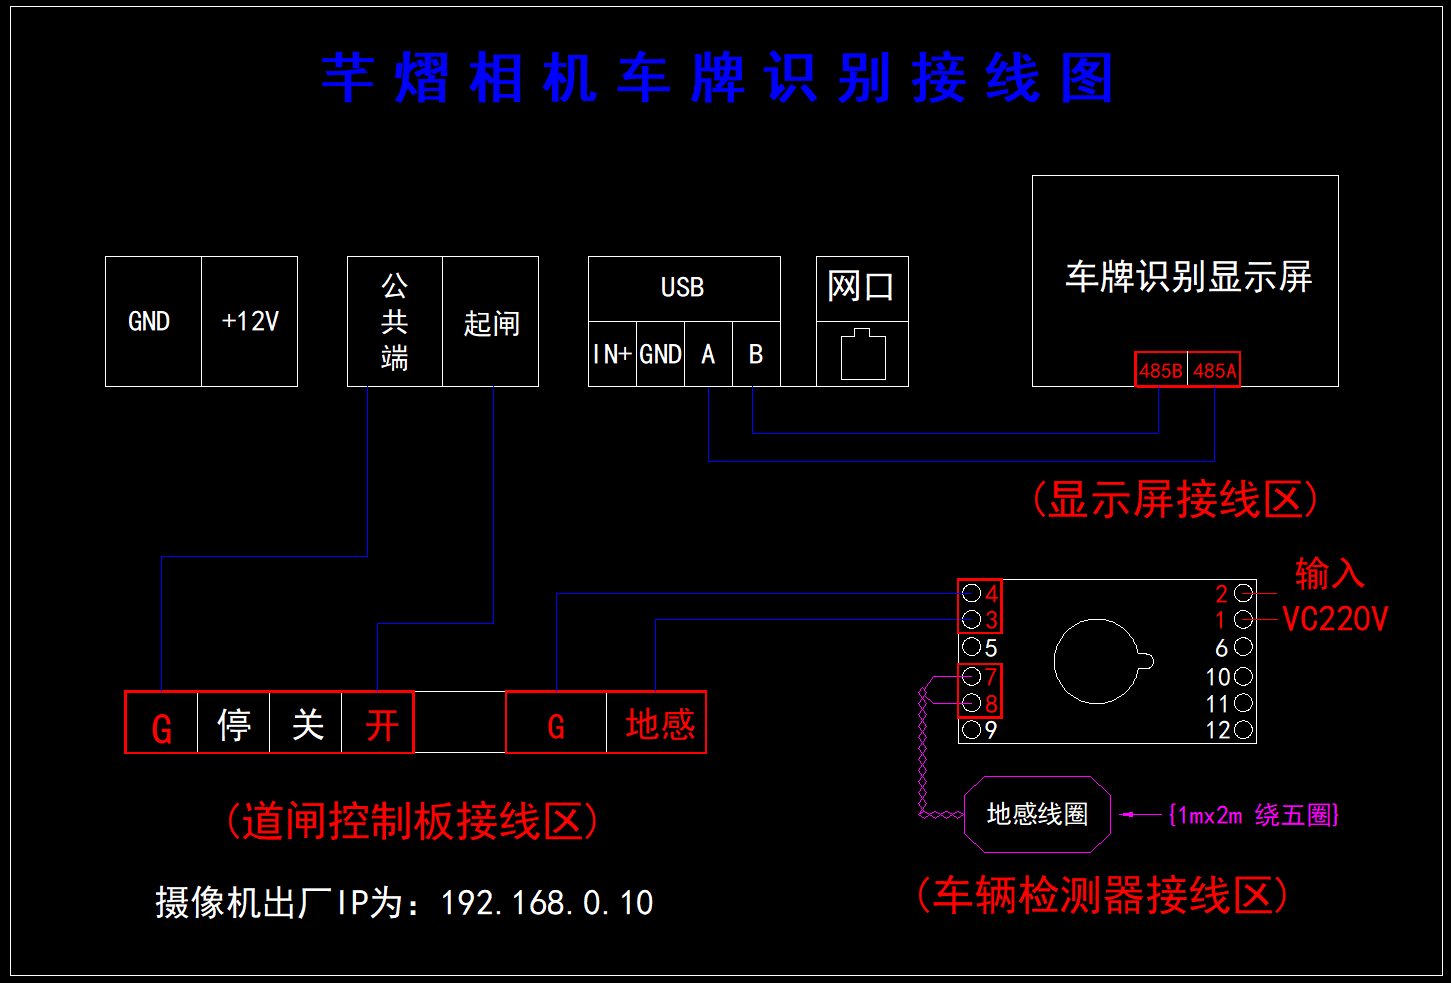 芊熠相机车牌识别接线图
GND
+12V
公共端
起闸
USB
IN+
GND
A
B
网口
车牌识别显示屏
485B
485A
(显示屏接线区)
4
3
5
7
8
9
2
1
6
10
11
12
输入
VC220V
G
停
关
开
G
地感
(道闸控制板接线区)
地感线圈
{1mx2m 绕五圈}
(车辆检测器接线区)
摄像机出厂IP为：192.168.0.10